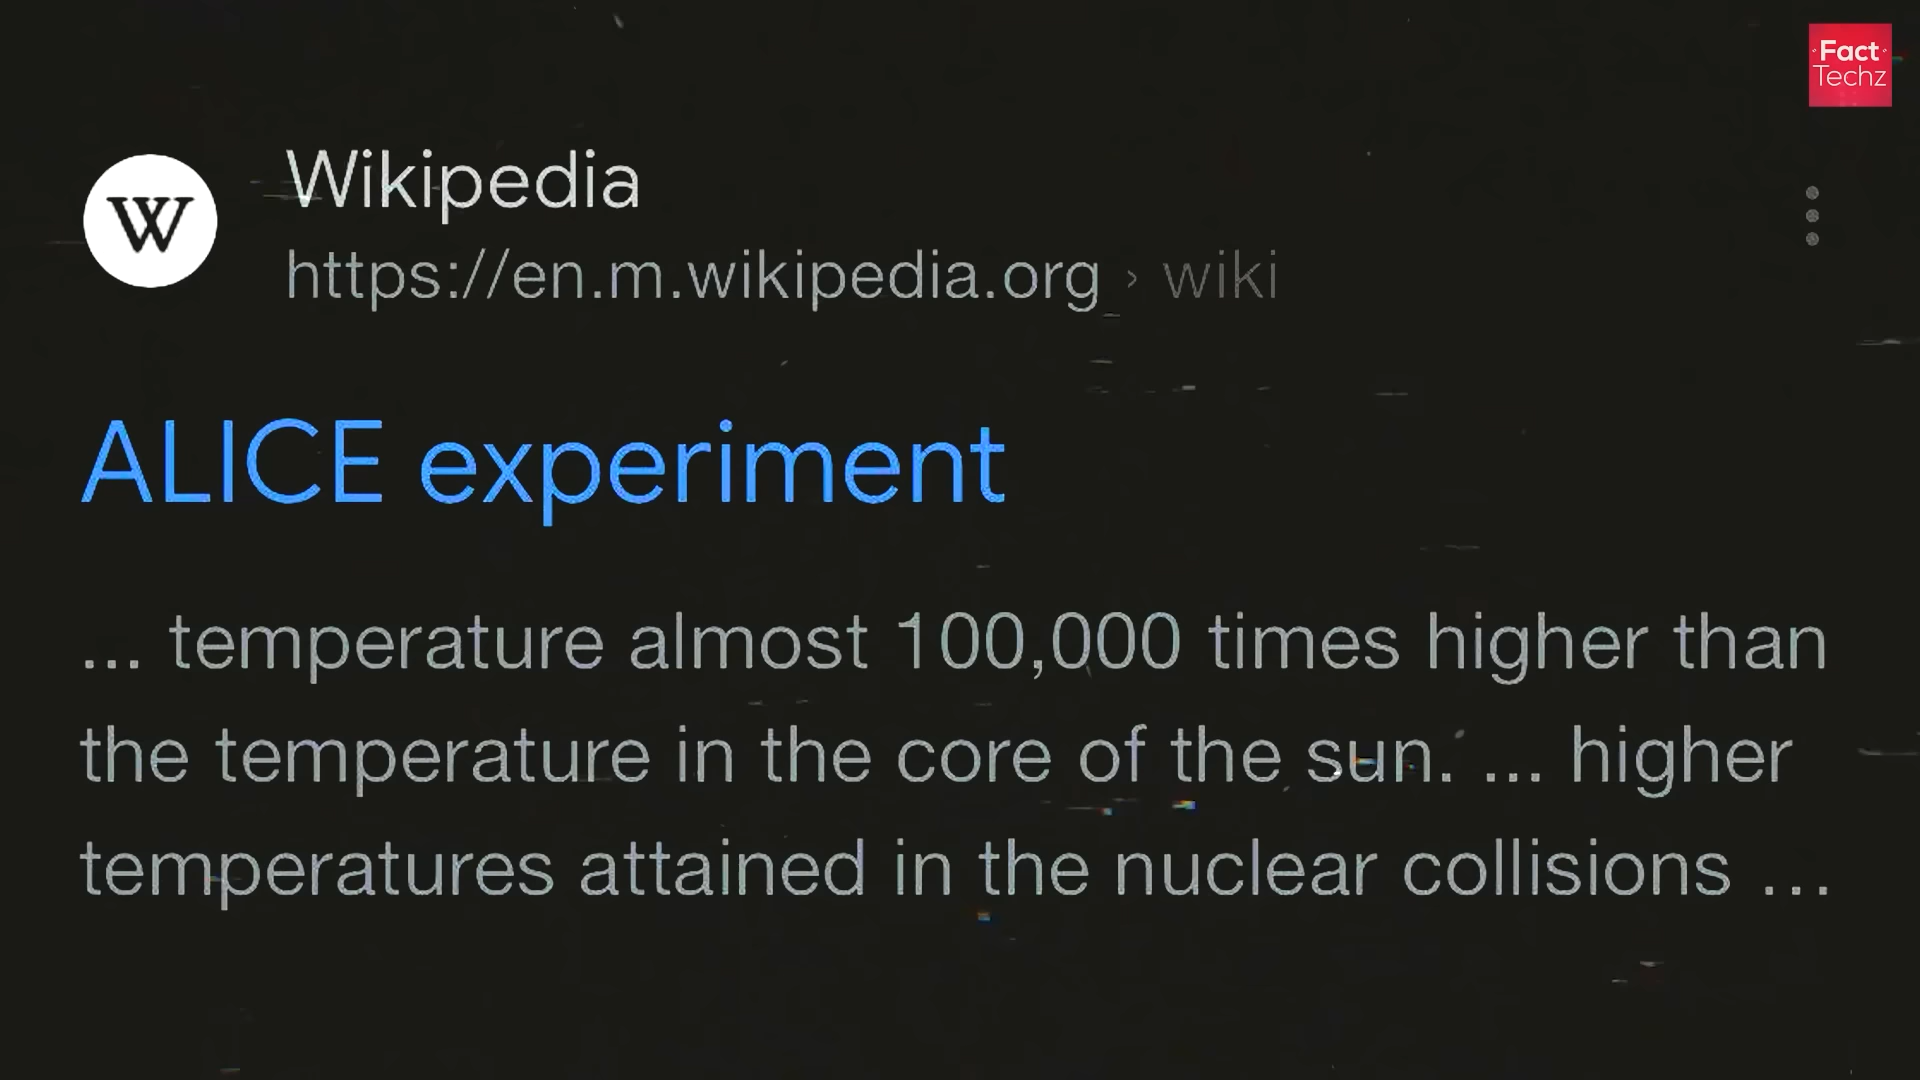 Fact
Techz
Wikipedia
https://en.m.wikipedia.org › wiki
ALICE experiment
... temperature almost 100,000 times higher than
the temperature in the core of the sun. ... higher
temperatures attained in the nuclear collisions ...